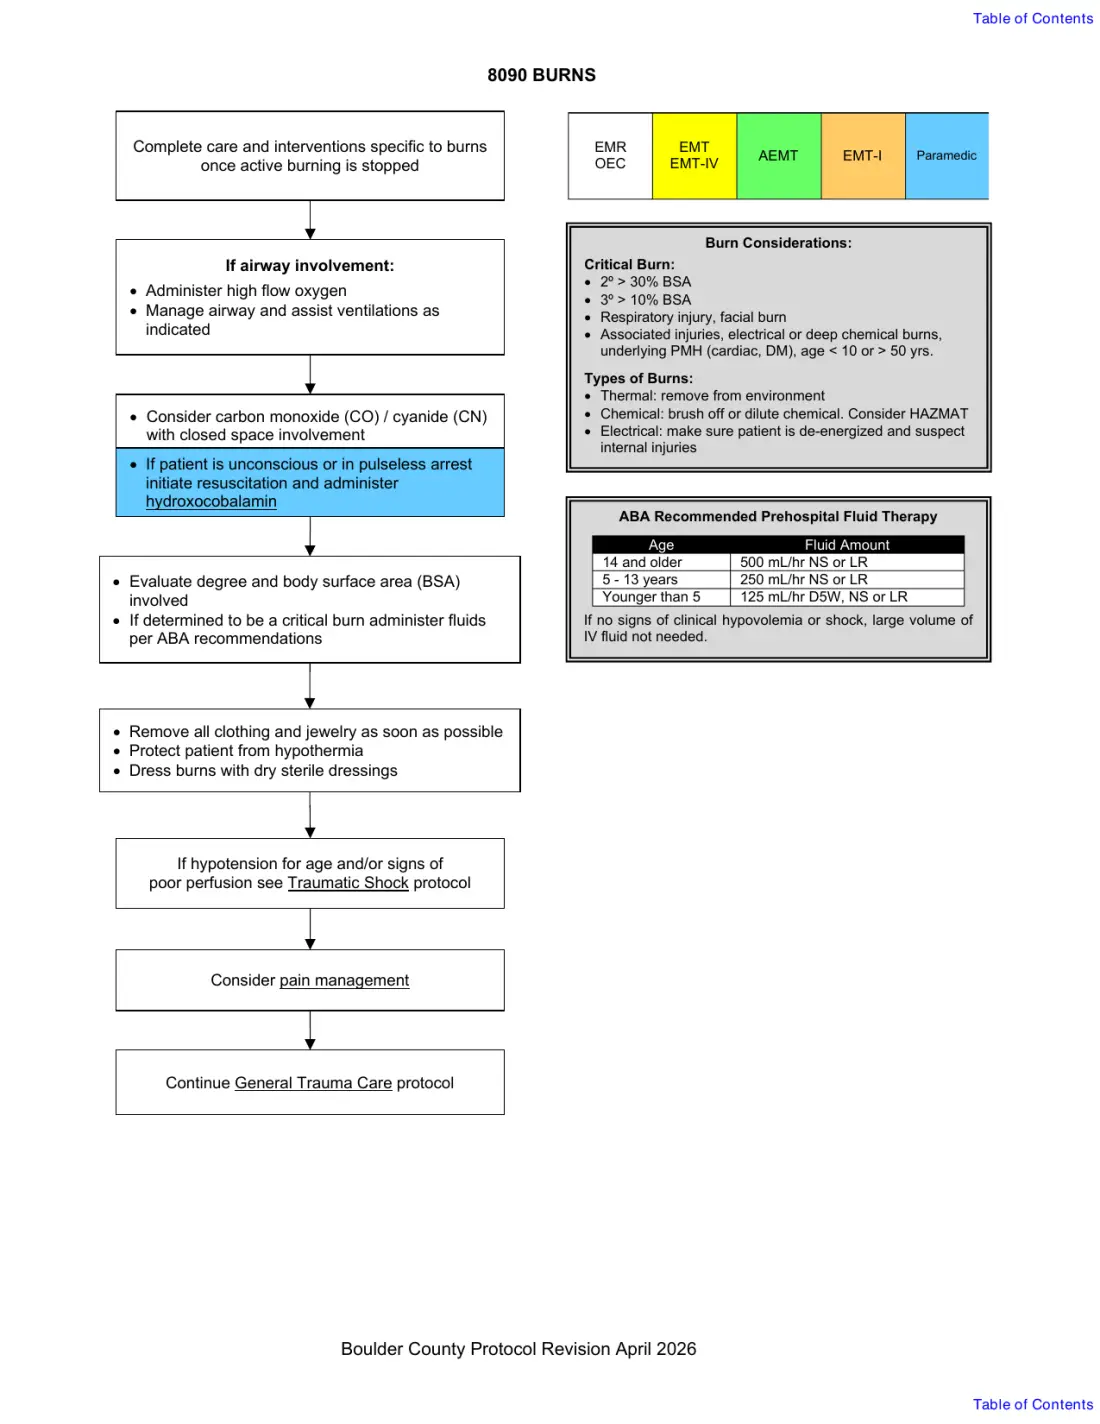 Table of Contents
8090 BURNS
Complete care and interventions specific to burns
once active burning is stopped
If airway involvement:
• Administer high flow oxygen
• Manage airway and assist ventilations as
indicated
• Consider carbon monoxide (CO) / cyanide (CN)
with closed space involvement
• If patient is unconscious or in pulseless arrest
initiate resuscitation and administer
hydroxocobalamin
• Evaluate degree and body surface area (BSA)
involved
• If determined to be a critical burn administer fluids
per ABA recommendations
• Remove all clothing and jewelry as soon as possible
• Protect patient from hypothermia
• Dress burns with dry sterile dressings
If hypotension for age and/or signs of
poor perfusion see Traumatic Shock protocol
Consider pain management
Continue General Trauma Care protocol
EMR
OEC
EMT
EMT-IV
AEMT
EMT-I
Paramedic
Burn Considerations:
Critical Burn:
• 2º > 30% BSA
• 3º > 10% BSA
• Respiratory injury, facial burn
• Associated injuries, electrical or deep chemical burns,
underlying PMH (cardiac, DM), age < 10 or > 50 yrs.
Types of Burns:
• Thermal: remove from environment
• Chemical: brush off or dilute chemical. Consider HAZMAT
• Electrical: make sure patient is de-energized and suspect
internal injuries
ABA Recommended Prehospital Fluid Therapy
Age Fluid Amount
14 and older 500 mL/hr NS or LR
5 - 13 years 250 mL/hr NS or LR
Younger than 5 125 mL/hr D5W, NS or LR
If no signs of clinical hypovolemia or shock, large volume of
IV fluid not needed.
Boulder County Protocol Revision April 2026
Table of Contents